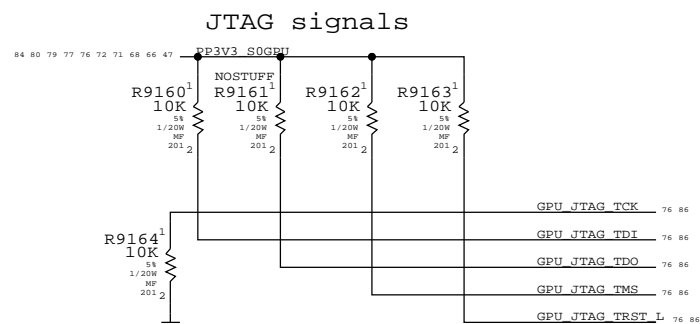 JTAG signals
84 80 79 77 76 72 71 68 66 47 PP3V3_S0GPU
NOSTUFF
R9160 1 R9161 1 R9162 1 R9163 1
10K 10K 10K 10K
5% 5% 5% 5%
1/20W 1/20W 1/20W 1/20W
MF MF MF MF
201 2 201 2 201 2 201 2
GPU_JTAG_TCK 76 86
R9164 1 GPU_JTAG_TDI 76 86
10K
5%
1/20W
GPU_JTAG_TDO 76 86
MF
201 2 GPU_JTAG_TMS 76 86
GPU_JTAG_TRST_L 76 86